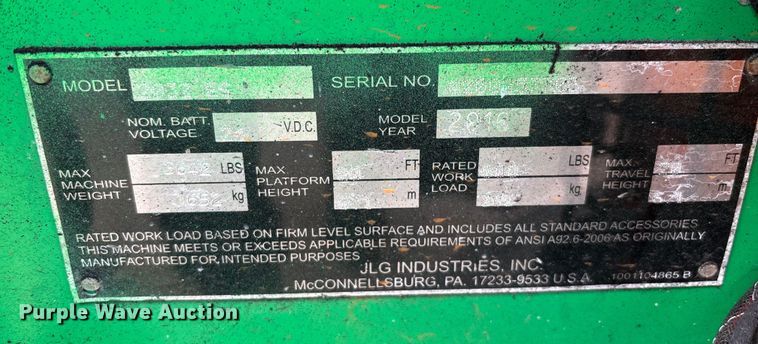 MODEL SERIAL NO.
NOM. BATT. VOLTAGE V.D.C. MODEL YEAR 2016
MAX MACHINE WEIGHT LBS kg MAX PLATFORM HEIGHT FT m RATED WORK LOAD LBS kg MAX TRAVEL HEIGHT FT m
RATED WORK LOAD BASED ON FIRM LEVEL SURFACE AND INCLUDES ALL STANDARD ACCESSORIES
THIS MACHINE MEETS OR EXCEEDS APPLICABLE REQUIREMENTS OF ANSI A92.6-2006 AS ORIGINALLY
MANUFACTURED FOR INTENDED PURPOSES
JLG INDUSTRIES, INC.
McCONNELLSBURG, PA. 17233-9533 U.S.A. 1001104865 B
Purple Wave Auction